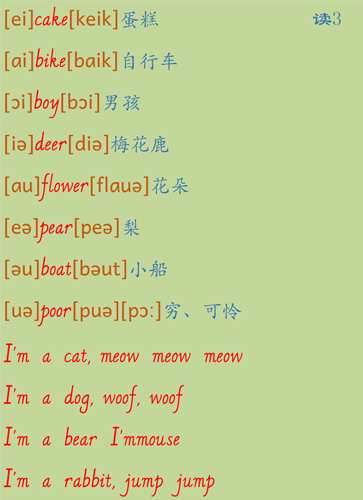 [ei]cake[keik]蛋糕 读3
[ai]bike[baik]自行车
[ɔi]boy[bɔi]男孩
[iə]deer[diə]梅花鹿
[au]flower[flauə]花朵
[eə]pear[peə]梨
[əu]boat[bəut]小船
[uə]poor[puə][pɔː]穷、可怜
I'm a cat, meow meow meow
I'm a dog, woof, woof
I'm a bear I'mmouse
I'm a rabbit, jump jump